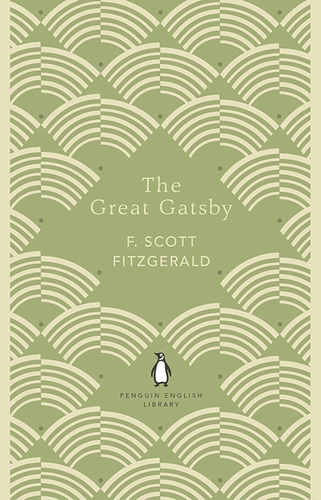 The
Great Gatsby
F. SCOTT
FITZGERALD
PENGUIN ENGLISH
LIBRARY